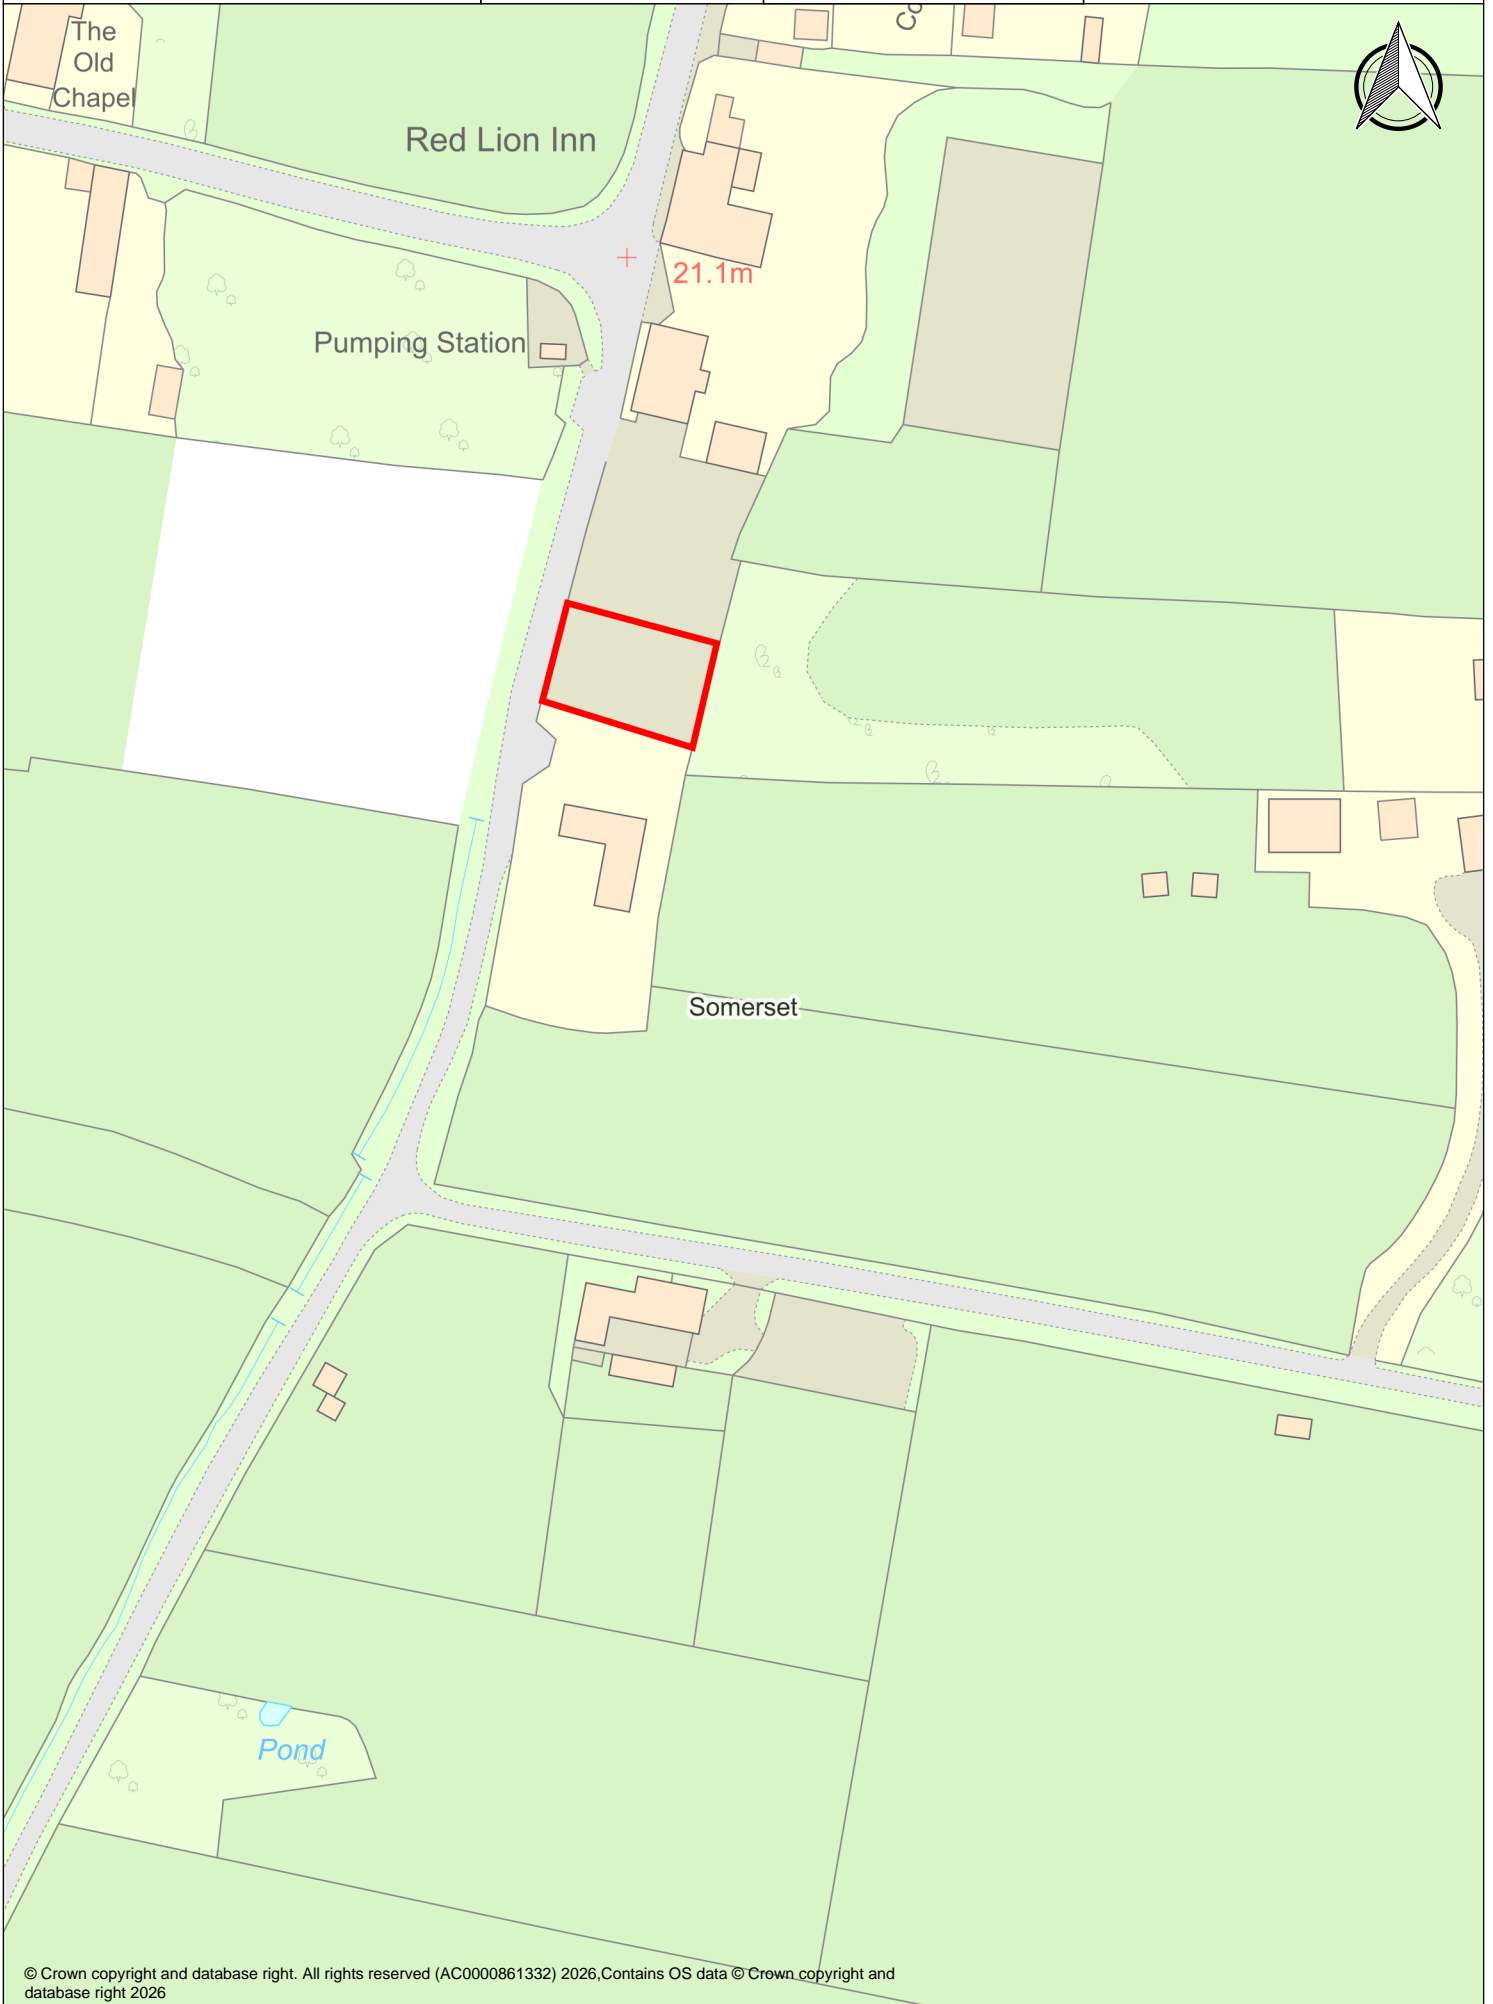 The
Old
Chapel
Co
Red Lion Inn
21.1m
Pumping Station
Somerset
Pond
© Crown copyright and database right. All rights reserved (AC0000861332) 2026,Contains OS data © Crown copyright and
database right 2026